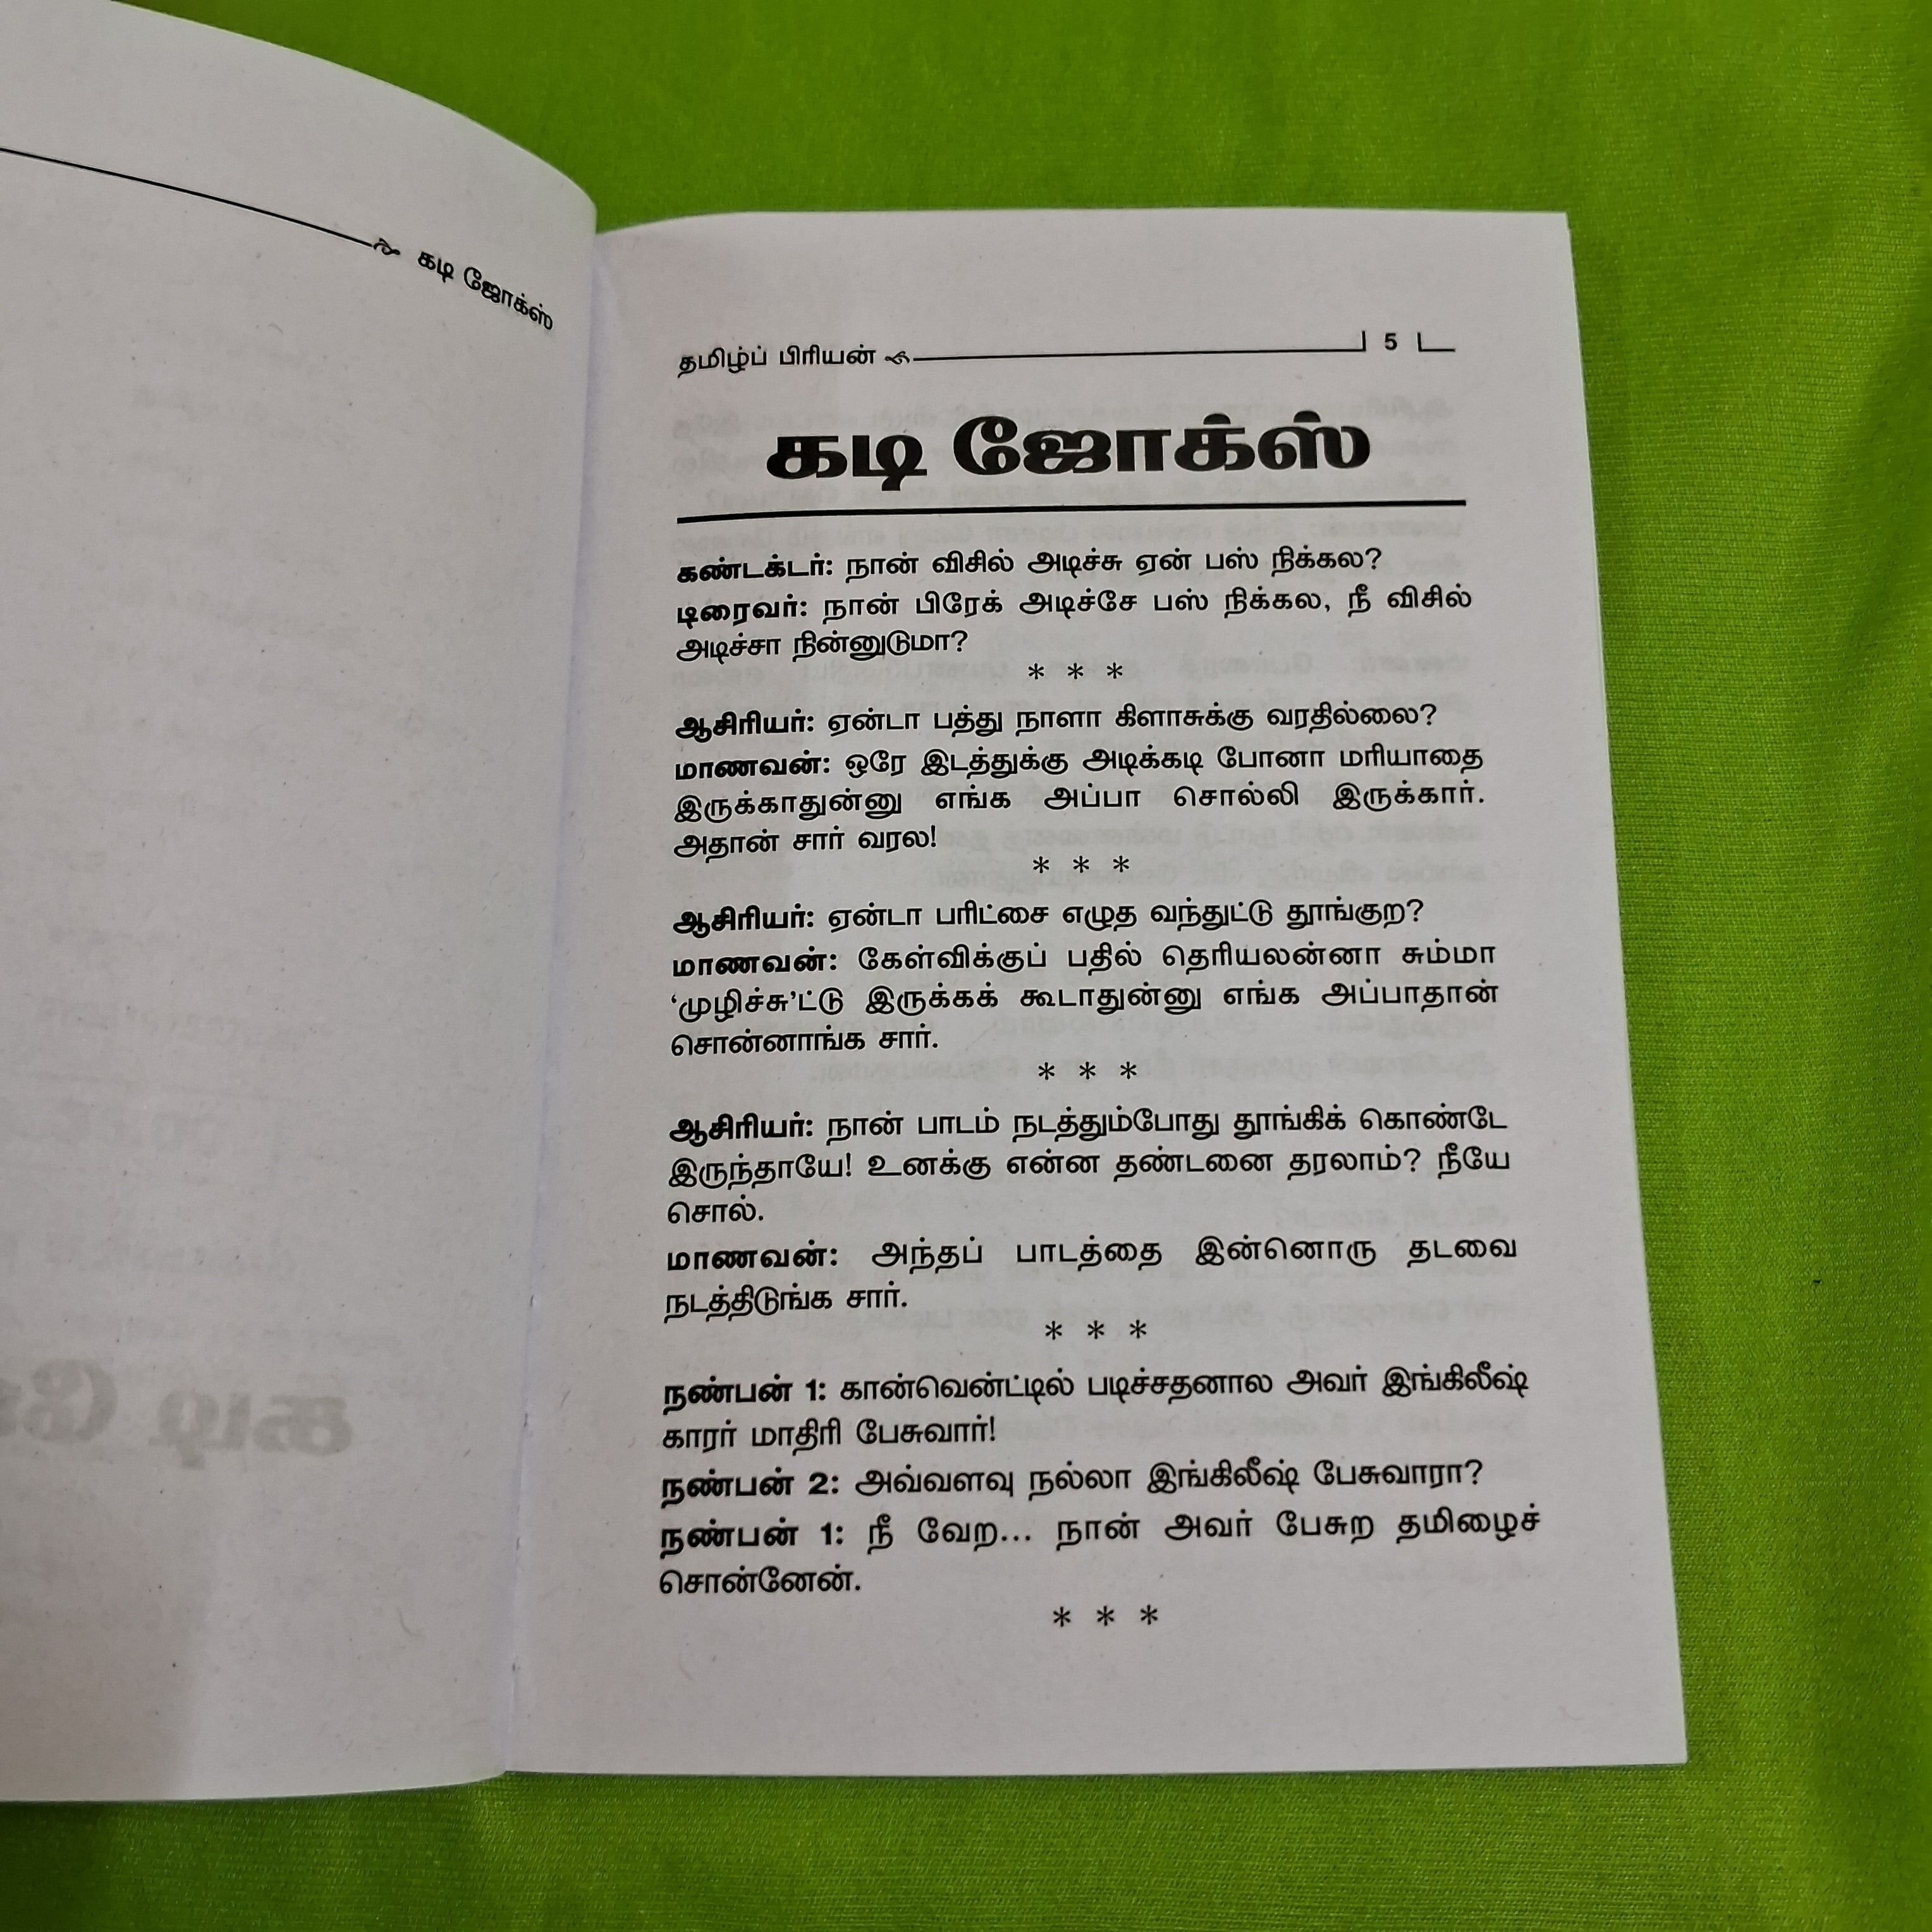 கடி ஜோக்ஸ்
தமிழ்ப் பிரியன் 5
கடி ஜோக்ஸ்
கண்டக்டர்: நான் விசில் அடிச்சு ஏன் பஸ் நிக்கல?
டிரைவர்: நான் பிரேக் அடிச்சே பஸ் நிக்கல, நீ விசில்
அடிச்சா நின்னுடுமா?
* * *
ஆசிரியர்: ஏன்டா பத்து நாளா கிளாசுக்கு வரதில்லை?
மாணவன்: ஒரே இடத்துக்கு அடிக்கடி போனா மரியாதை
இருக்காதுன்னு எங்க அப்பா சொல்லி இருக்கார்.
அதான் சார் வரல!
* * *
ஆசிரியர்: ஏன்டா பரிட்சை எழுத வந்துட்டு தூங்குற?
மாணவன்: கேள்விக்குப் பதில் தெரியலன்னா சும்மா
‘முழிச்சு’ட்டு இருக்கக் கூடாதுன்னு எங்க அப்பாதான்
சொன்னாங்க சார்.
* * *
ஆசிரியர்: நான் பாடம் நடத்தும்போது தூங்கிக் கொண்டே
இருந்தாயே! உனக்கு என்ன தண்டனை தரலாம்? நீயே
சொல்.
மாணவன்: அந்தப் பாடத்தை இன்னொரு தடவை
நடத்திடுங்க சார்.
* * *
நண்பன் 1: கான்வென்ட்டில் படிச்சதனால அவர் இங்கிலீஷ்
காரர் மாதிரி பேசுவார்!
நண்பன் 2: அவ்வளவு நல்லா இங்கிலீஷ் பேசுவாரா?
நண்பன் 1: நீ வேற... நான் அவர் பேசுற தமிழைச்
சொன்னேன்.
* * *